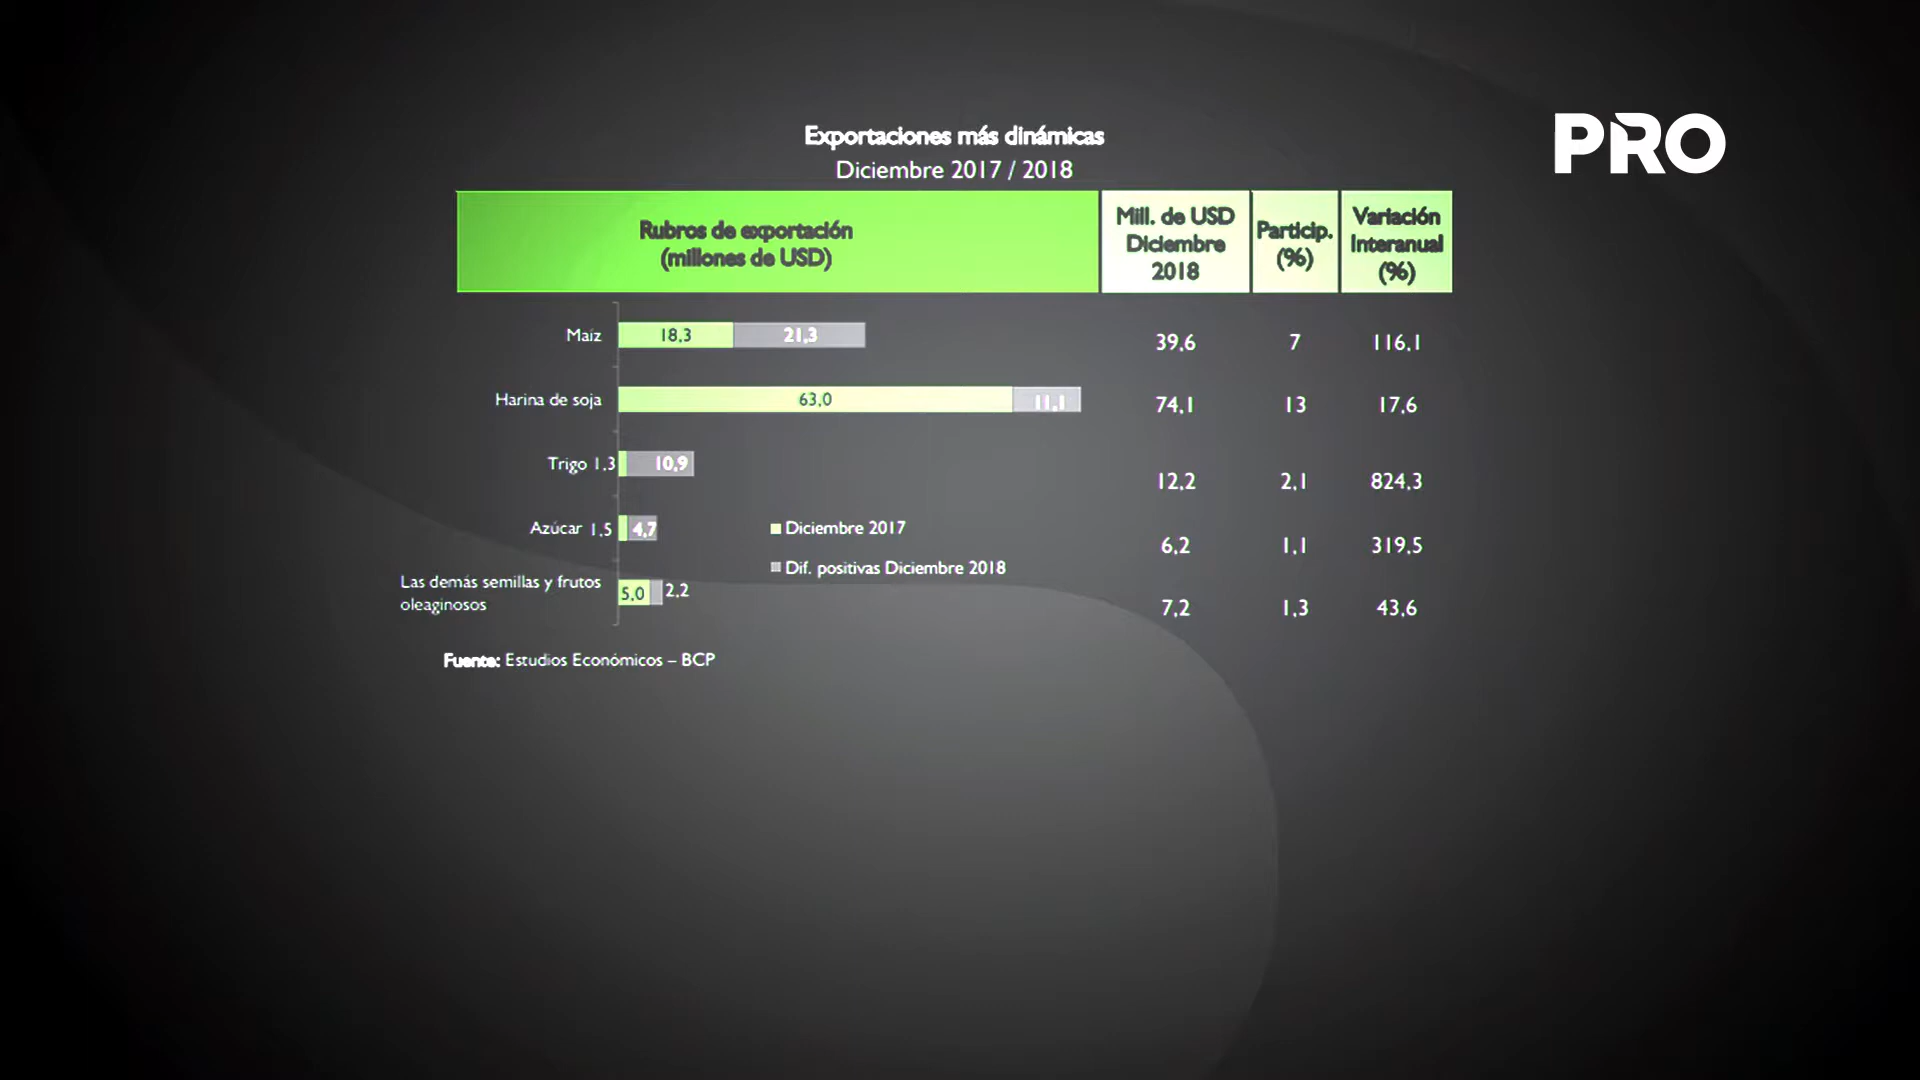 PRO
Exportaciones más dinámicas
Diciembre 2017 / 2018
Rubros de exportación
(millones de USD)
Mill. de USD
Diciembre
2018
Particip.
(%)
Variación
Interanual
(%)
Maíz 18,3 21,3 39,6 7 116,1
Harina de soja 63,0 11,1 74,1 13 17,6
Trigo 1,3 10,9 12,2 2,1 824,3
Azúcar 1,5 4,7 6,2 1,1 319,5
Diciembre 2017
Dif. positivas Diciembre 2018
Las demás semillas y frutos
oleaginosos
5,0 2,2 7,2 1,3 43,6
Fuente: Estudios Económicos – BCP